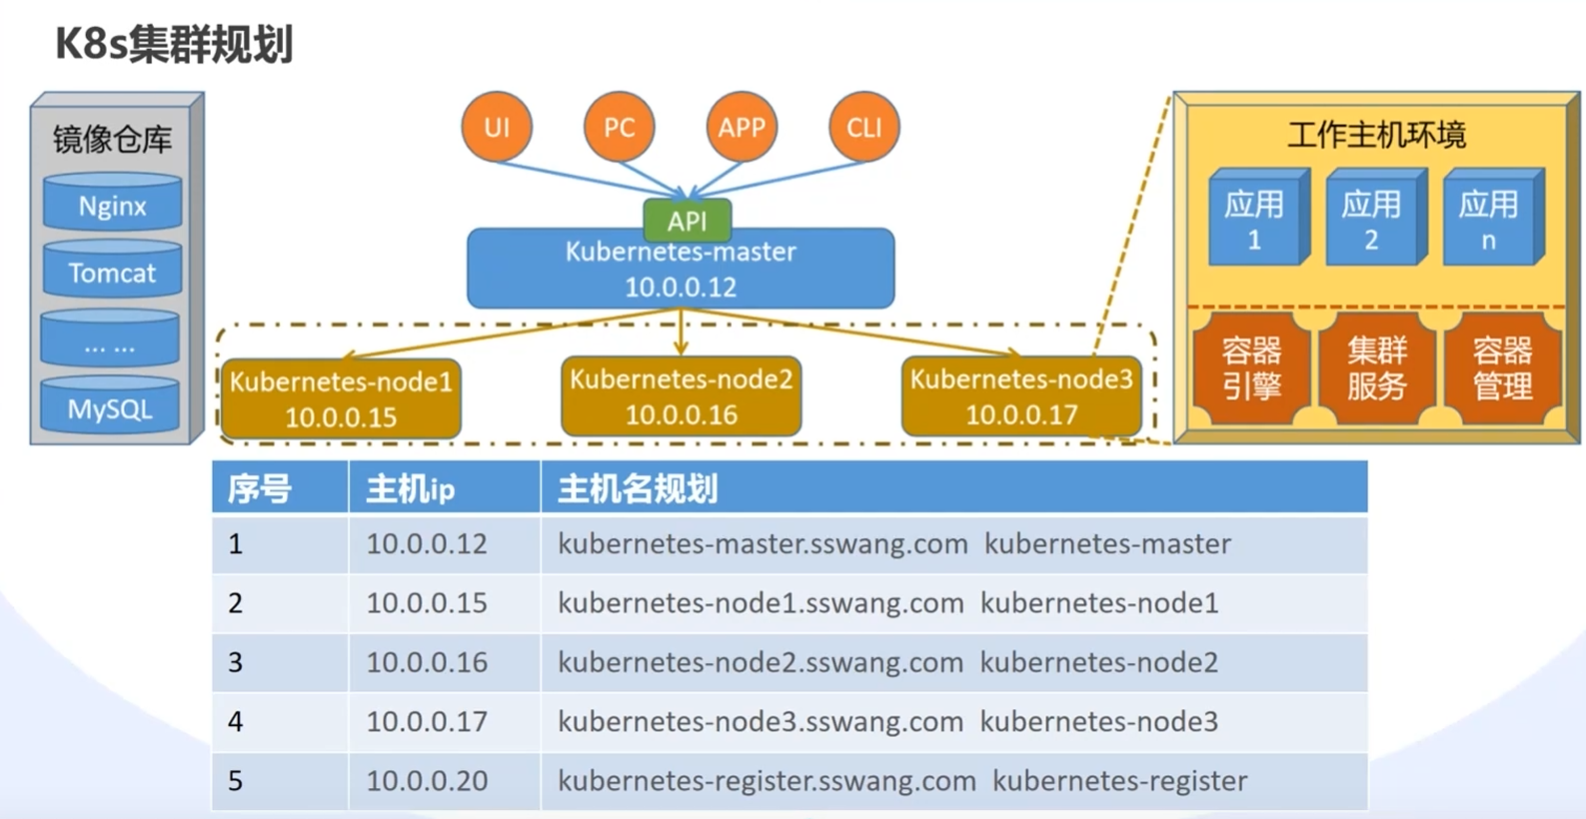 K8s集群规划
镜像仓库
Nginx
Tomcat
... ...
MySQL
UI
PC
APP
CLI
API
Kubernetes-master
10.0.0.12
Kubernetes-node1
10.0.0.15
Kubernetes-node2
10.0.0.16
Kubernetes-node3
10.0.0.17
工作主机环境
应用
1
应用
2
应用
n
容器
引擎
集群
服务
容器
管理
序号 主机ip 主机名规划
1 10.0.0.12 kubernetes-master.sswang.com kubernetes-master
2 10.0.0.15 kubernetes-node1.sswang.com kubernetes-node1
3 10.0.0.16 kubernetes-node2.sswang.com kubernetes-node2
4 10.0.0.17 kubernetes-node3.sswang.com kubernetes-node3
5 10.0.0.20 kubernetes-register.sswang.com kubernetes-register